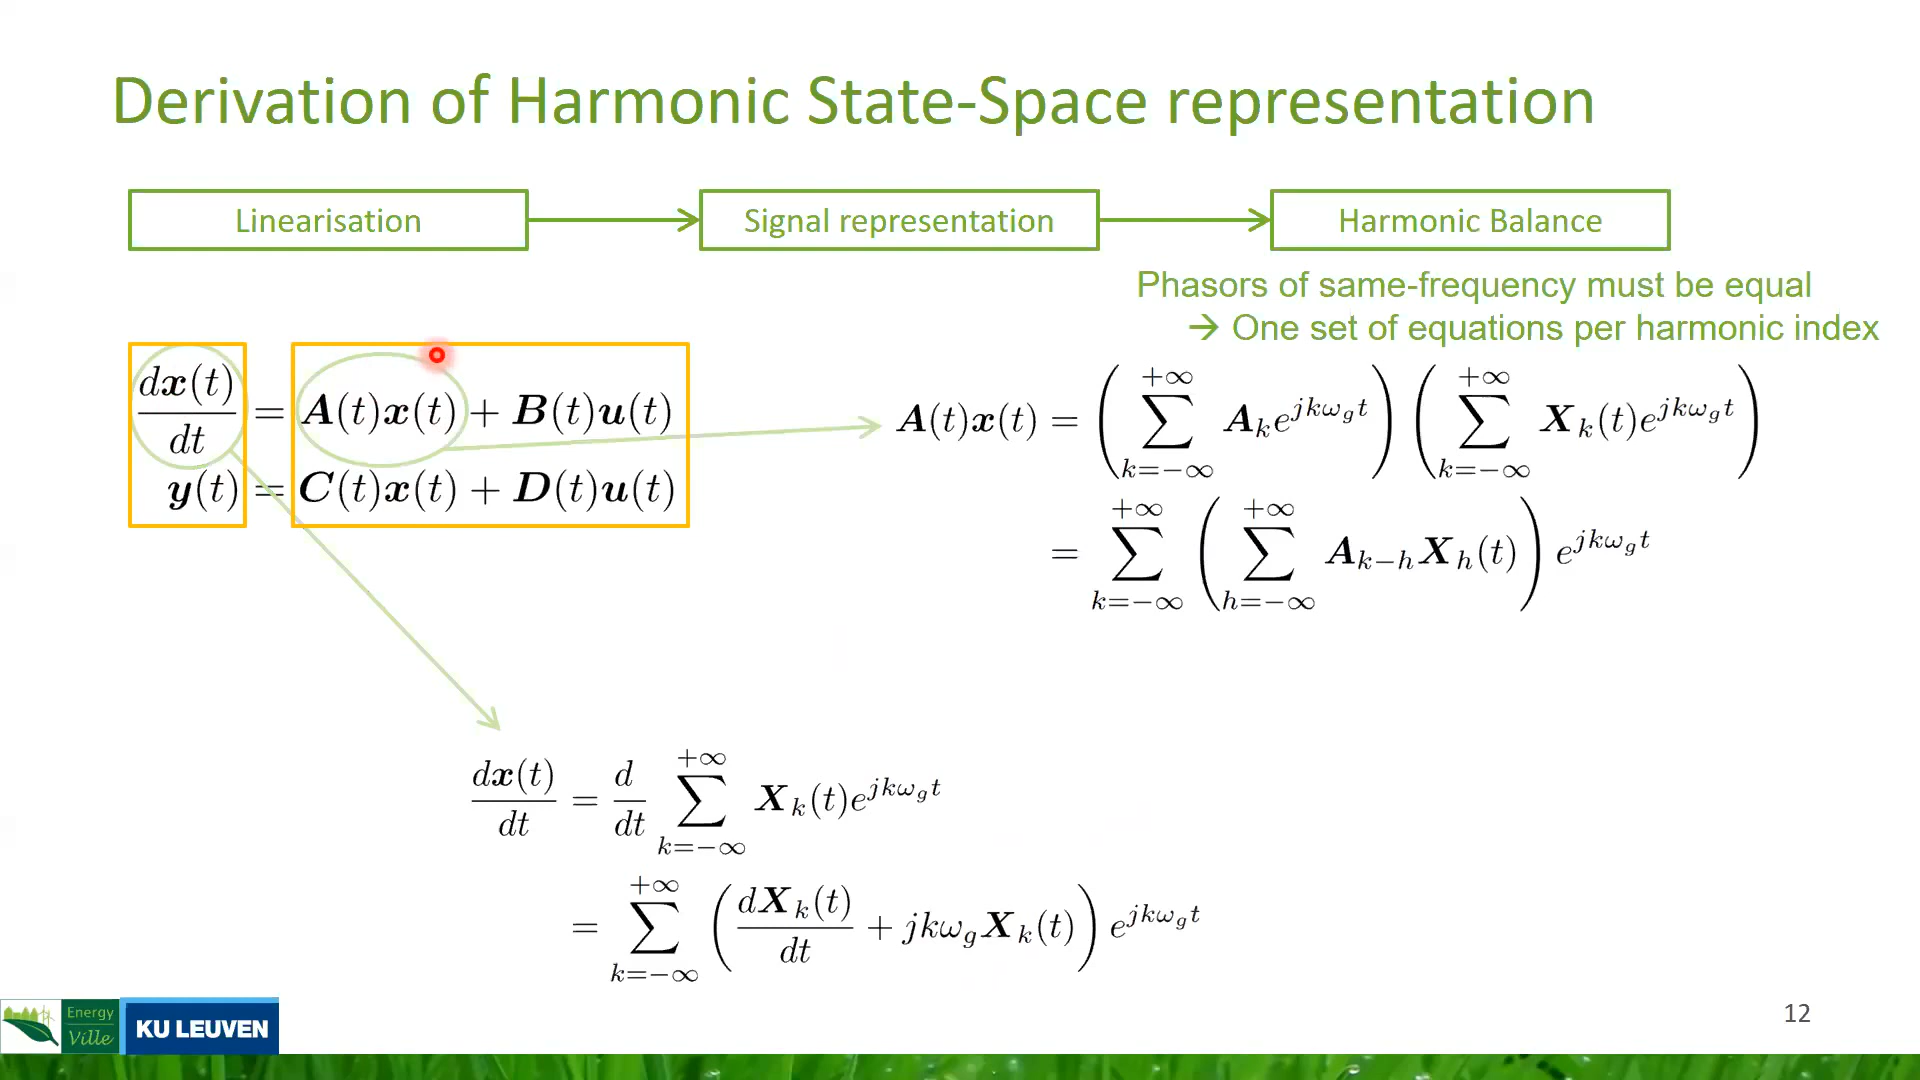 Derivation of Harmonic State-Space representation
Linearisation
Signal representation
Harmonic Balance
Phasors of same-frequency must be equal
→ One set of equations per harmonic index
d𝒙(t)/dt = 𝑨(t)𝒙(t) + 𝑩(t)𝒖(t)
𝒚(t) = 𝑪(t)𝒙(t) + 𝑫(t)𝒖(t)
𝑨(t)𝒙(t) = ( ∑_{k=−∞}^{+∞} 𝑨_k e^{jkω_g t} ) ( ∑_{k=−∞}^{+∞} 𝑿_k(t)e^{jkω_g t} )
= ∑_{k=−∞}^{+∞} ( ∑_{h=−∞}^{+∞} 𝑨_{k−h}𝑿_h(t) ) e^{jkω_g t}
d𝒙(t)/dt = d/dt ∑_{k=−∞}^{+∞} 𝑿_k(t)e^{jkω_g t}
= ∑_{k=−∞}^{+∞} ( d𝑿_k(t)/dt + jkω_g𝑿_k(t) ) e^{jkω_g t}
Energy
Ville
KU LEUVEN
12